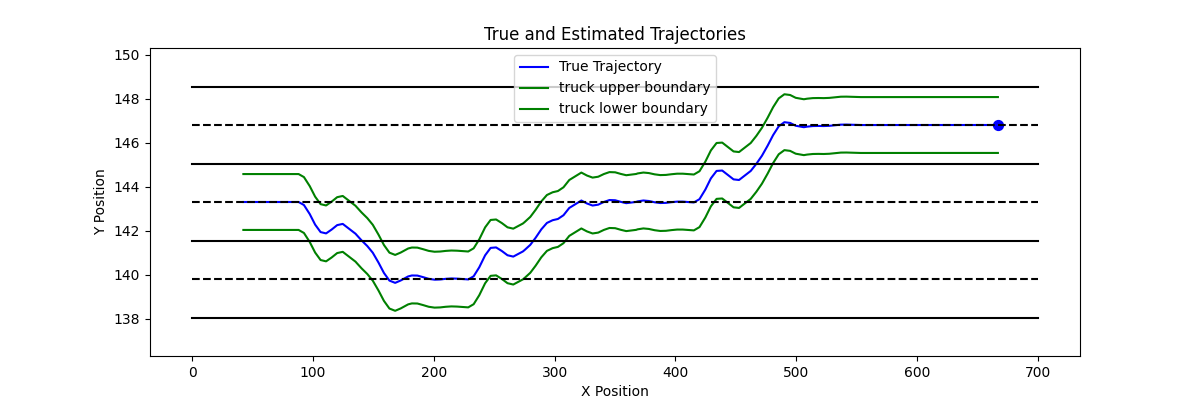 True and Estimated Trajectories
True Trajectory
truck upper boundary
truck lower boundary
Y Position
150
148
146
144
142
140
138
0 100 200 300 400 500 600 700
X Position